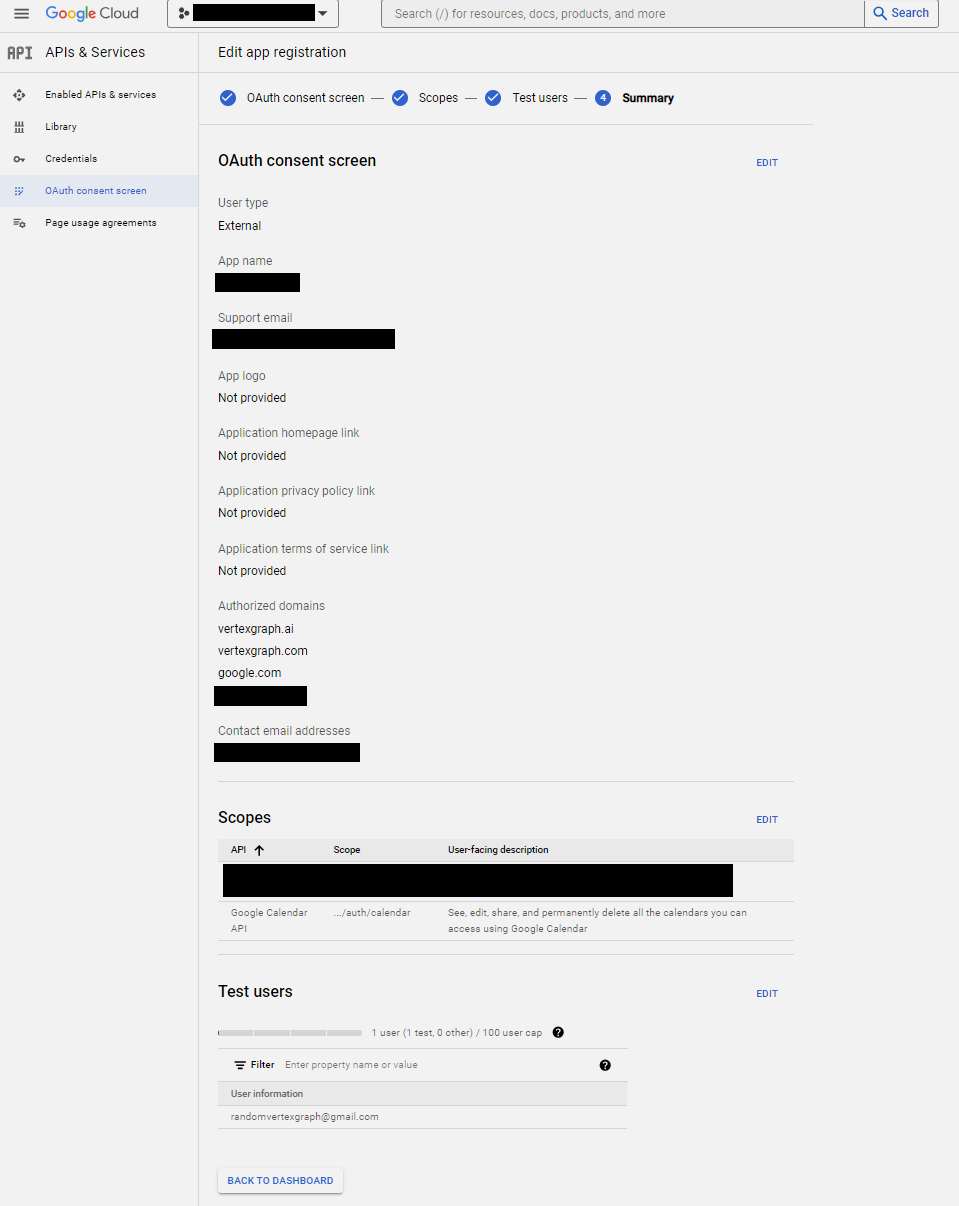 Google Cloud
Search (/) for resources, docs, products, and more
Search
API APIs & Services
Edit app registration
Enabled APIs & services
Library
Credentials
OAuth consent screen
Page usage agreements
OAuth consent screen — Scopes — Test users — 4 Summary
OAuth consent screen
EDIT
User type
External
App name
Support email
App logo
Not provided
Application homepage link
Not provided
Application privacy policy link
Not provided
Application terms of service link
Not provided
Authorized domains
vertexgraph.ai
vertexgraph.com
google.com
Contact email addresses
Scopes
EDIT
API Scope User-facing description
Google Calendar API .../auth/calendar See, edit, share, and permanently delete all the calendars you can
access using Google Calendar
Test users
EDIT
1 user (1 test, 0 other) / 100 user cap ?
Filter Enter property name or value ?
User information
randomvertexgraph@gmail.com
BACK TO DASHBOARD